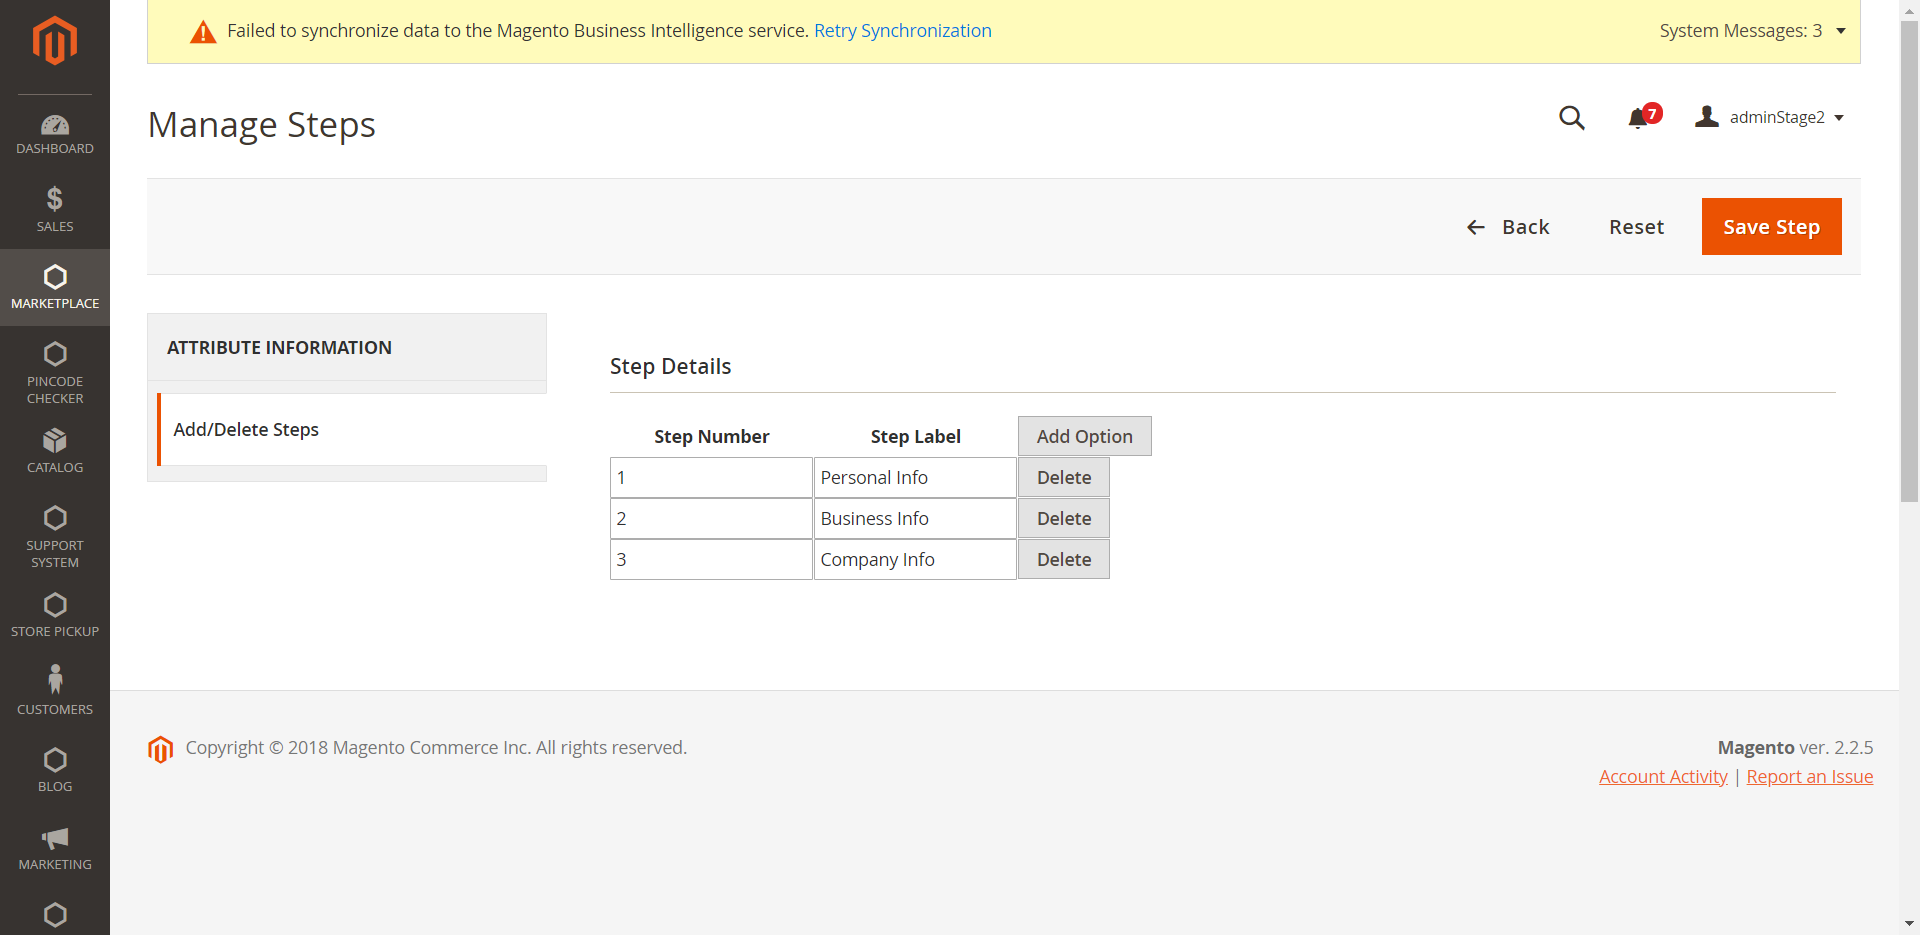 Failed to synchronize data to the Magento Business Intelligence service. Retry Synchronization
System Messages: 3
Manage Steps
7
adminStage2
Back
Reset
Save Step
DASHBOARD
$
SALES
MARKETPLACE
PINCODE
CHECKER
CATALOG
SUPPORT
SYSTEM
STORE PICKUP
CUSTOMERS
BLOG
MARKETING
ATTRIBUTE INFORMATION
Add/Delete Steps
Step Details
Step Number Step Label Add Option
1 Personal Info Delete
2 Business Info Delete
3 Company Info Delete
Copyright © 2018 Magento Commerce Inc. All rights reserved.
Magento ver. 2.2.5
Account Activity | Report an Issue